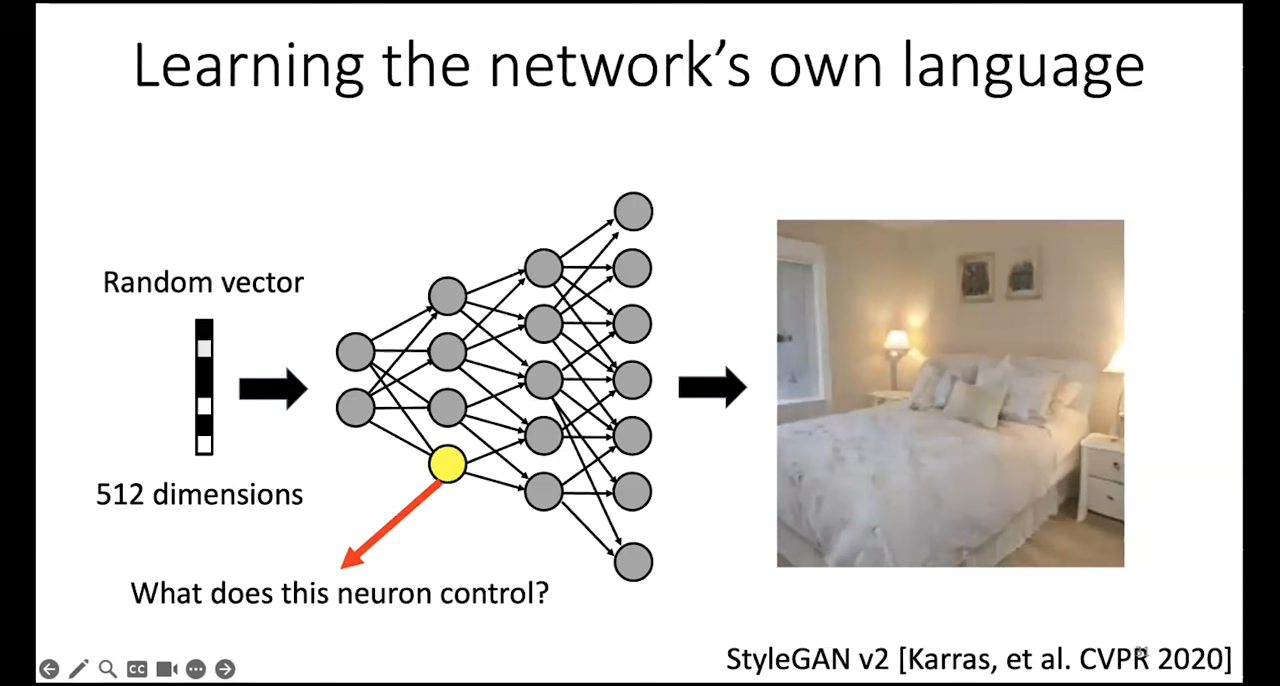 Learning the network's own language
Random vector
512 dimensions
What does this neuron control?
CC
StyleGAN v2 [Karras, et al. CVPR 2020]